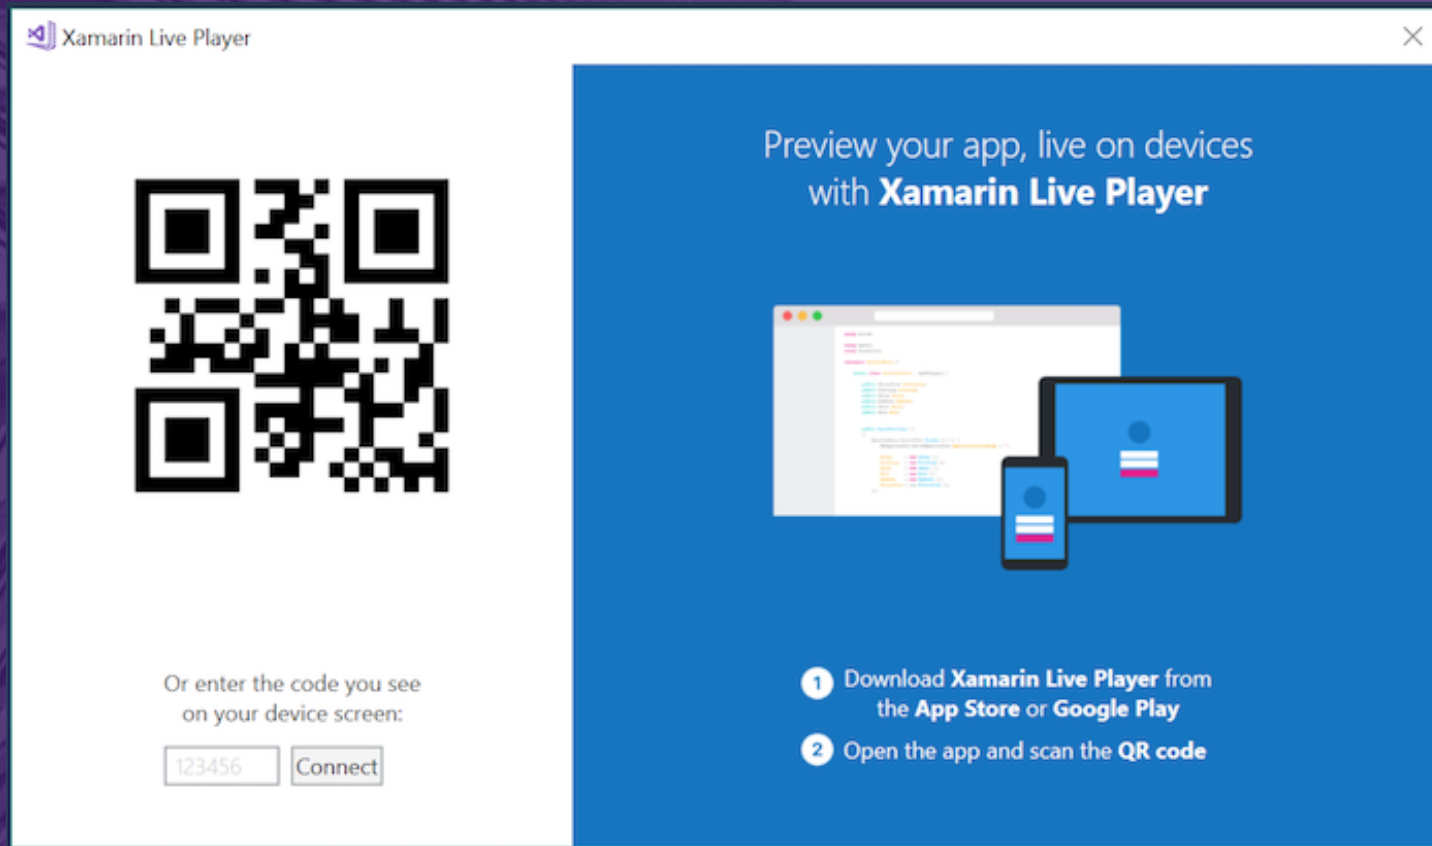 Xamarin Live Player
Or enter the code you see
on your device screen:
123456
Connect
Preview your app, live on devices
with Xamarin Live Player
1 Download Xamarin Live Player from
the App Store or Google Play
2 Open the app and scan the QR code